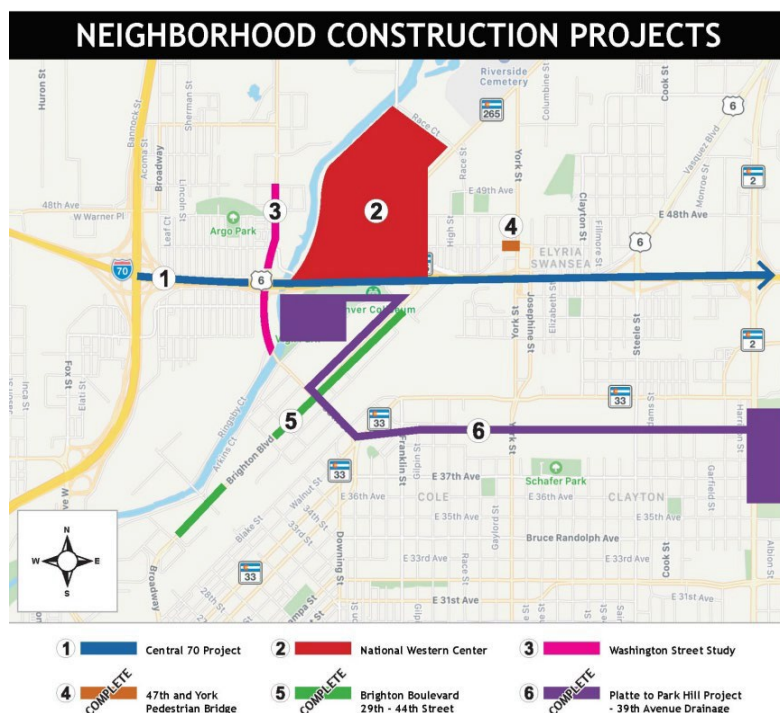 NEIGHBORHOOD CONSTRUCTION PROJECTS
Huron St
Bannock St
Acoma St
Broadway
Sherman St
Lincoln St
Leaf Ct
48th Ave
W Warner Pl
Argo Park
3
Riverside
Cemetery
265
Columbine St
Cook St
6
Vasquez Blvd
Monroe St
2
Race Ct
Race St
York St
E 49th Ave
Clayton St
Fillmore St
E 48th Ave
High St
4
2
6
ELYRIA
SWANSEA
70
1
6
Coliseum
York St
Josephine St
Elizabeth St
Steele St
2
Fox St
Elati St
Inca St
Ringsby Ct
Arkins Ct
Brighton Blvd
5
33
33
Franklin St
Gilpin St
6
York St
Harrison St
E 37th Ave
Schafer Park
Garfield St
E 36th Ave
COLE
E 36th Ave
CLAYTON
E 35th Ave
E 35th Ave
Gaylord St
Bruce Randolph Ave
E 33rd Ave
E 33rd Ave
Race St
Cook St
Albion St
E 31st Ave
E 31st Ave
Walnut St
Blake St
34th St
33rd St
33
33
Downing St
28th St
Broadway
N
W E
S
1 Central 70 Project
2 National Western Center
3 Washington Street Study
4 COMPLETE 47th and York
Pedestrian Bridge
5 COMPLETE Brighton Boulevard
29th - 44th Street
6 COMPLETE Platte to Park Hill Project
- 39th Avenue Drainage